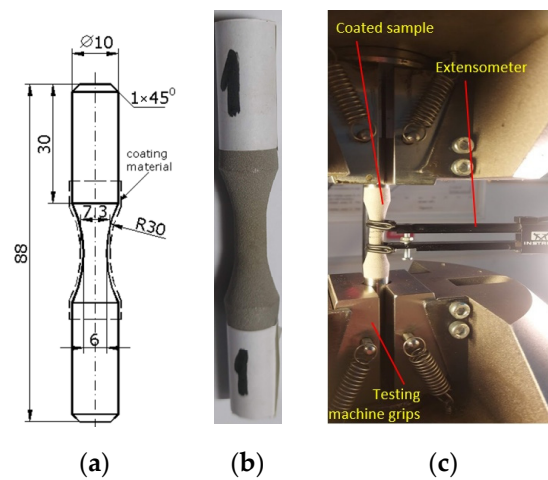 Ø10
1×45⁰
30
coating
material
7,3
R30
88
6
1
1
Coated sample
Extensometer
INSTR
Testing
machine grips
(a)
(b)
(c)